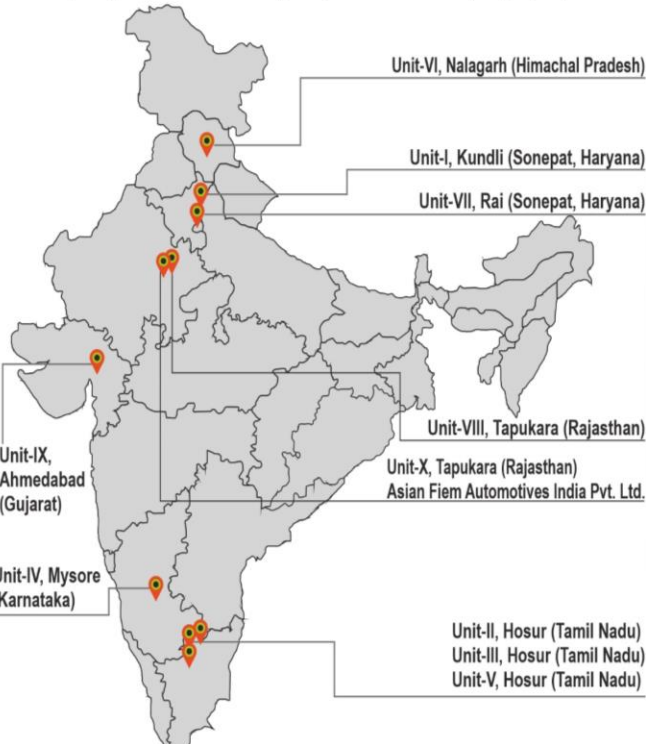 Unit-VI, Nalagarh (Himachal Pradesh)
Unit-I, Kundli (Sonepat, Haryana)
Unit-VII, Rai (Sonepat, Haryana)
Unit-VIII, Tapukara (Rajasthan)
Unit-X, Tapukara (Rajasthan)
Asian Fiem Automotives India Pvt. Ltd.
Unit-IX,
Ahmedabad
(Gujarat)
Unit-IV, Mysore
Karnataka)
Unit-II, Hosur (Tamil Nadu)
Unit-III, Hosur (Tamil Nadu)
Unit-V, Hosur (Tamil Nadu)